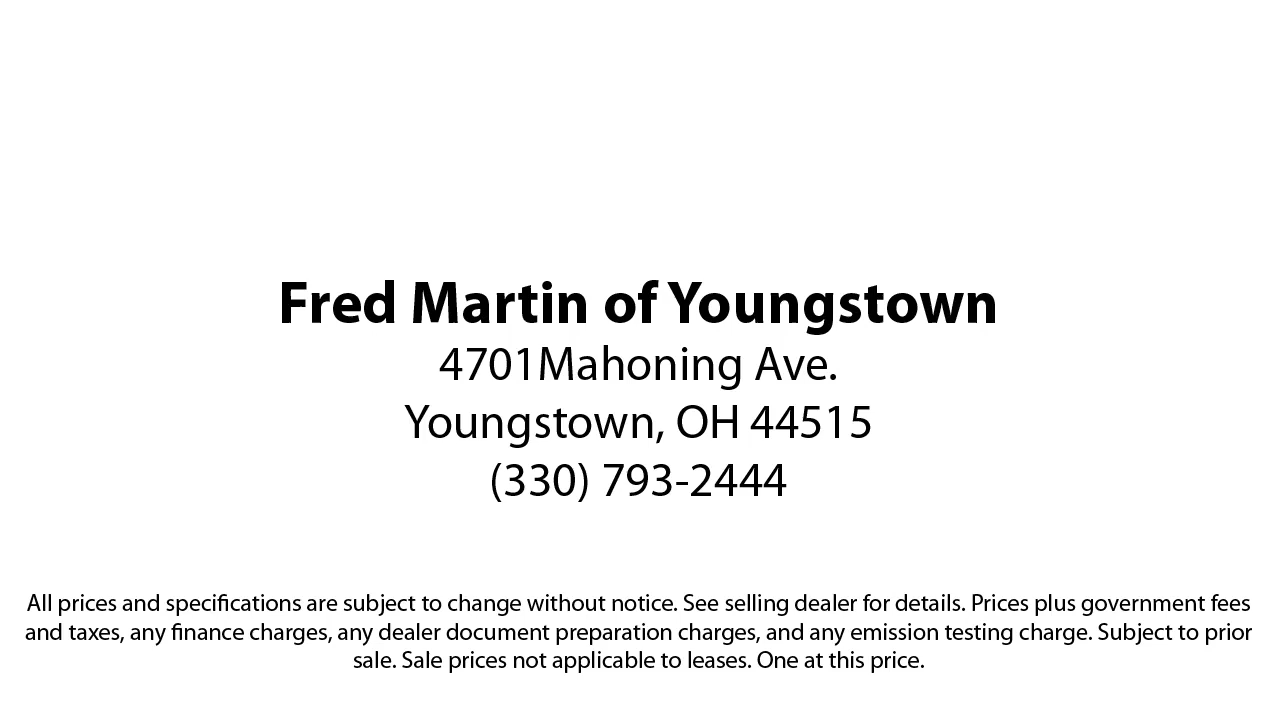 Fred Martin of Youngstown
4701Mahoning Ave.
Youngstown, OH 44515
(330) 793-2444
All prices and specifications are subject to change without notice. See selling dealer for details. Prices plus government fees
and taxes, any finance charges, any dealer document preparation charges, and any emission testing charge. Subject to prior
sale. Sale prices not applicable to leases. One at this price.